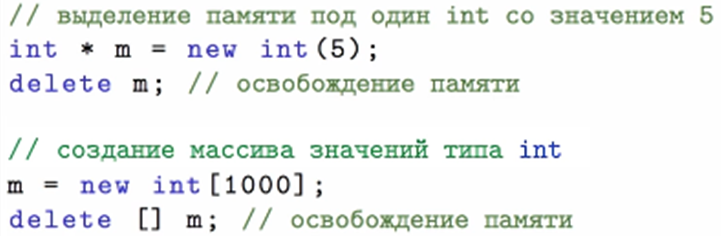 // выделение памяти под один int со значением 5
int * m = new int(5);
delete m; // освобождение памяти
// создание массива значений типа int
m = new int[1000];
delete [] m; // освобождение памяти